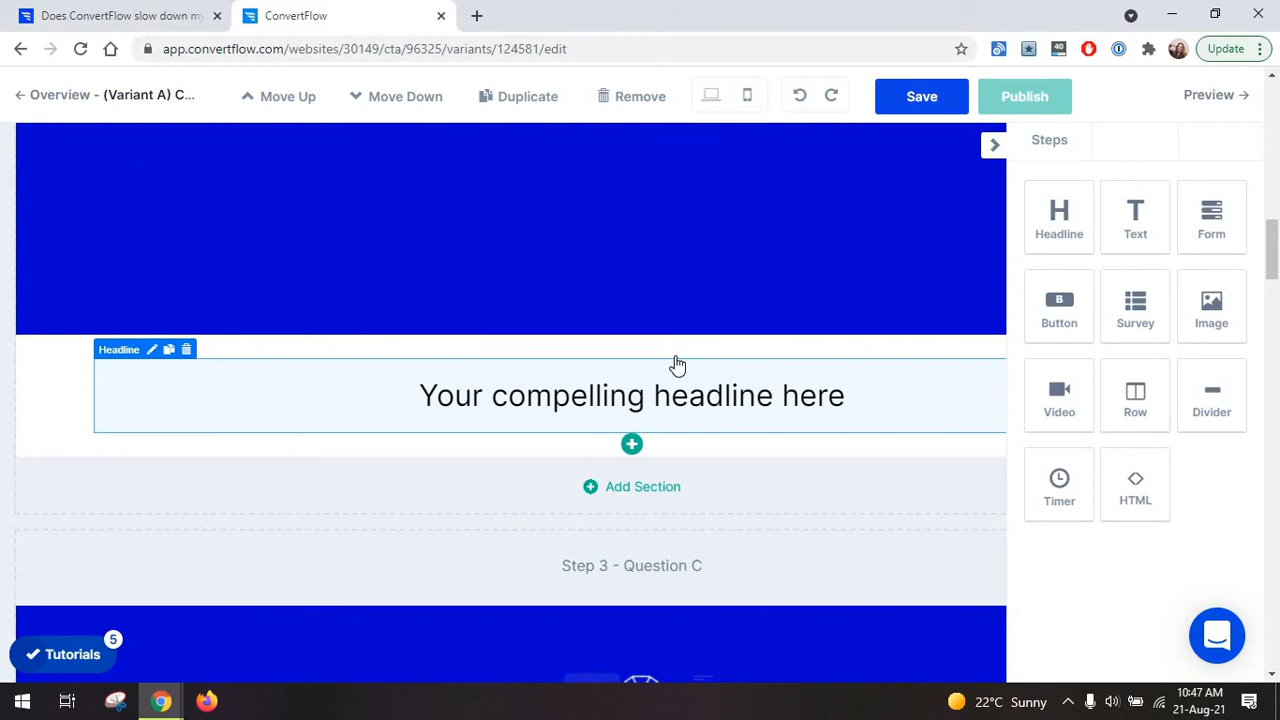 Does ConvertFlow slow down my
ConvertFlow
app.convertflow.com/websites/30149/cta/96325/variants/124581/edit
40
Update
Overview - (Variant A) C...
Move Up
Move Down
Duplicate
Remove
Save
Publish
Preview
Steps
H
Headline
T
Text
Form
B
Button
Survey
Image
Video
Row
Divider
Timer
HTML
Headline
Your compelling headline here
Add Section
Step 3 - Question C
Tutorials
5
22°C Sunny
10:47 AM
21-Aug-21